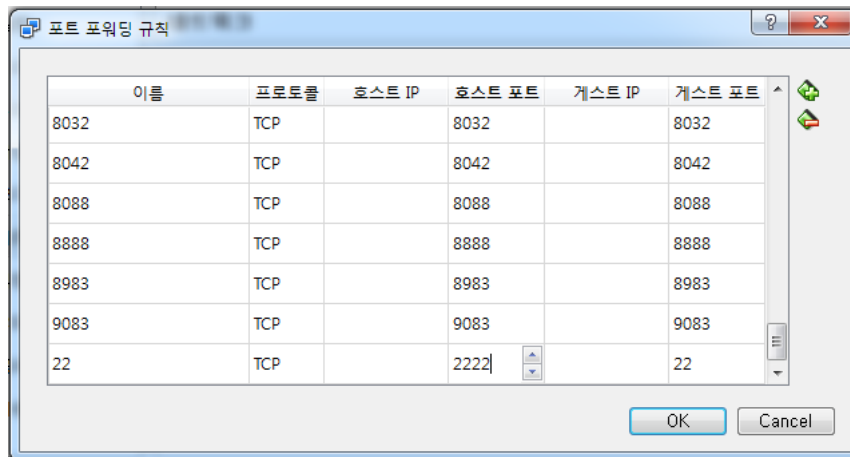 포트 포워딩 규칙
이름 프로토콜 호스트 IP 호스트 포트 게스트 IP 게스트 포트
8032 TCP 8032 8032
8042 TCP 8042 8042
8088 TCP 8088 8088
8888 TCP 8888 8888
8983 TCP 8983 8983
9083 TCP 9083 9083
22 TCP 2222 22
OK Cancel